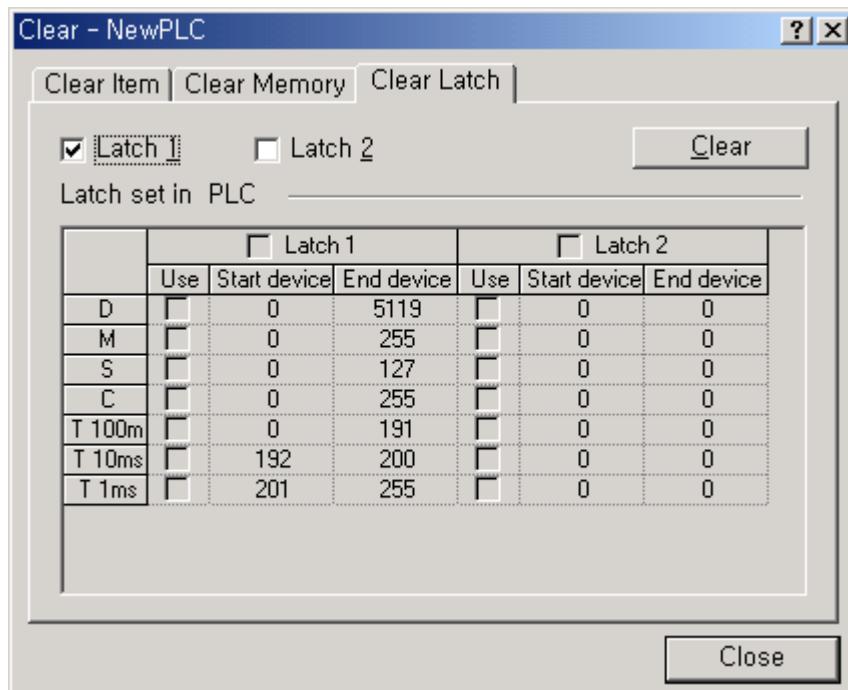 Clear - NewPLC
Clear Item Clear Memory Clear Latch
Latch 1 Latch 2 Clear
Latch set in PLC
Latch 1 Latch 2
Use Start device End device Use Start device End device
D 0 5119 0 0
M 0 255 0 0
S 0 127 0 0
C 0 255 0 0
T 100m 0 191 0 0
T 10ms 192 200 0 0
T 1ms 201 255 0 0
Close